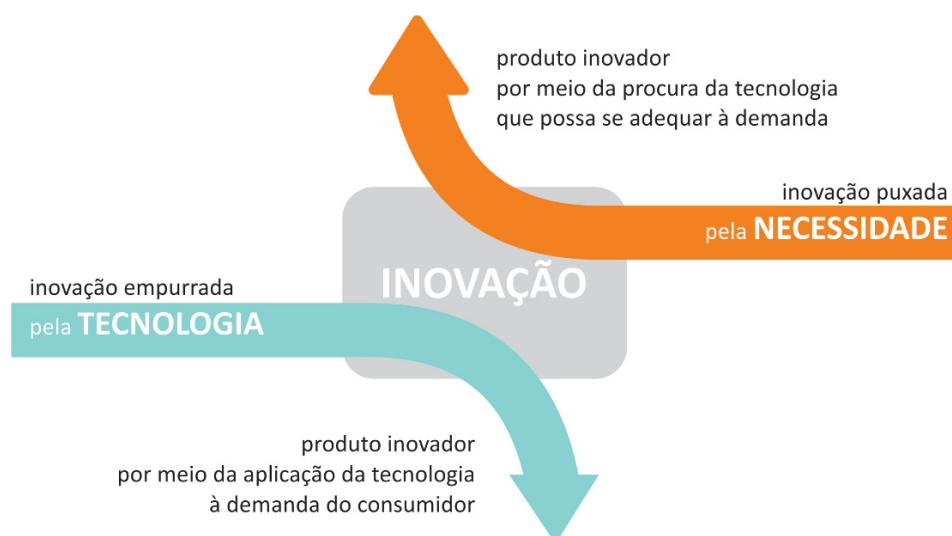 produto inovador
por meio da procura da tecnologia
que possa se adequar à demanda
inovação puxada
pela NECESSIDADE
INOVAÇÃO
inovação empurrada
pela TECNOLOGIA
produto inovador
por meio da aplicação da tecnologia
à demanda do consumidor